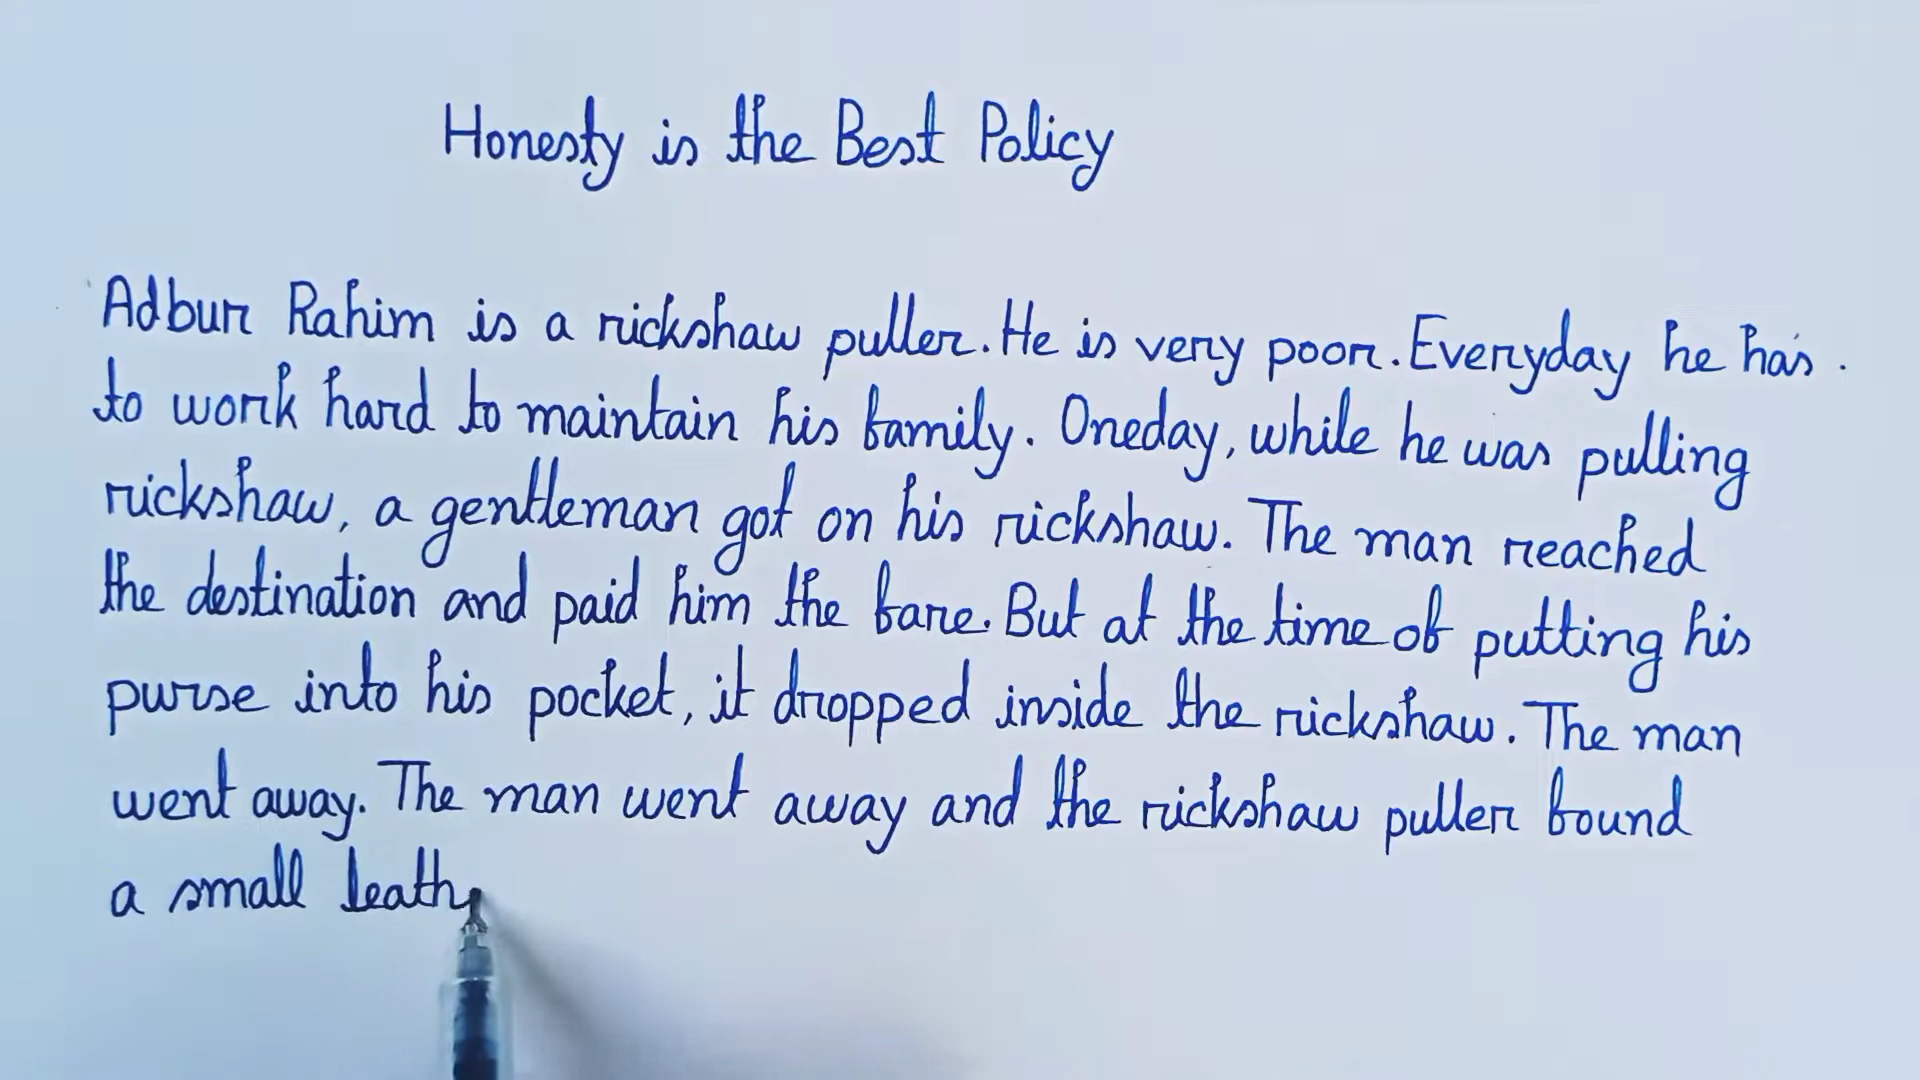 Honesty is the Best Policy
Adbur Rahim is a rickshaw puller. He is very poor. Everyday he has
to work hard to maintain his family. Oneday, while he was pulling
rickshaw, a gentleman got on his rickshaw. The man reached
the destination and paid him the fare. But at the time of putting his
purse into his pocket, it dropped inside the rickshaw. The man
went away. The man went away and the rickshaw puller found
a small leath